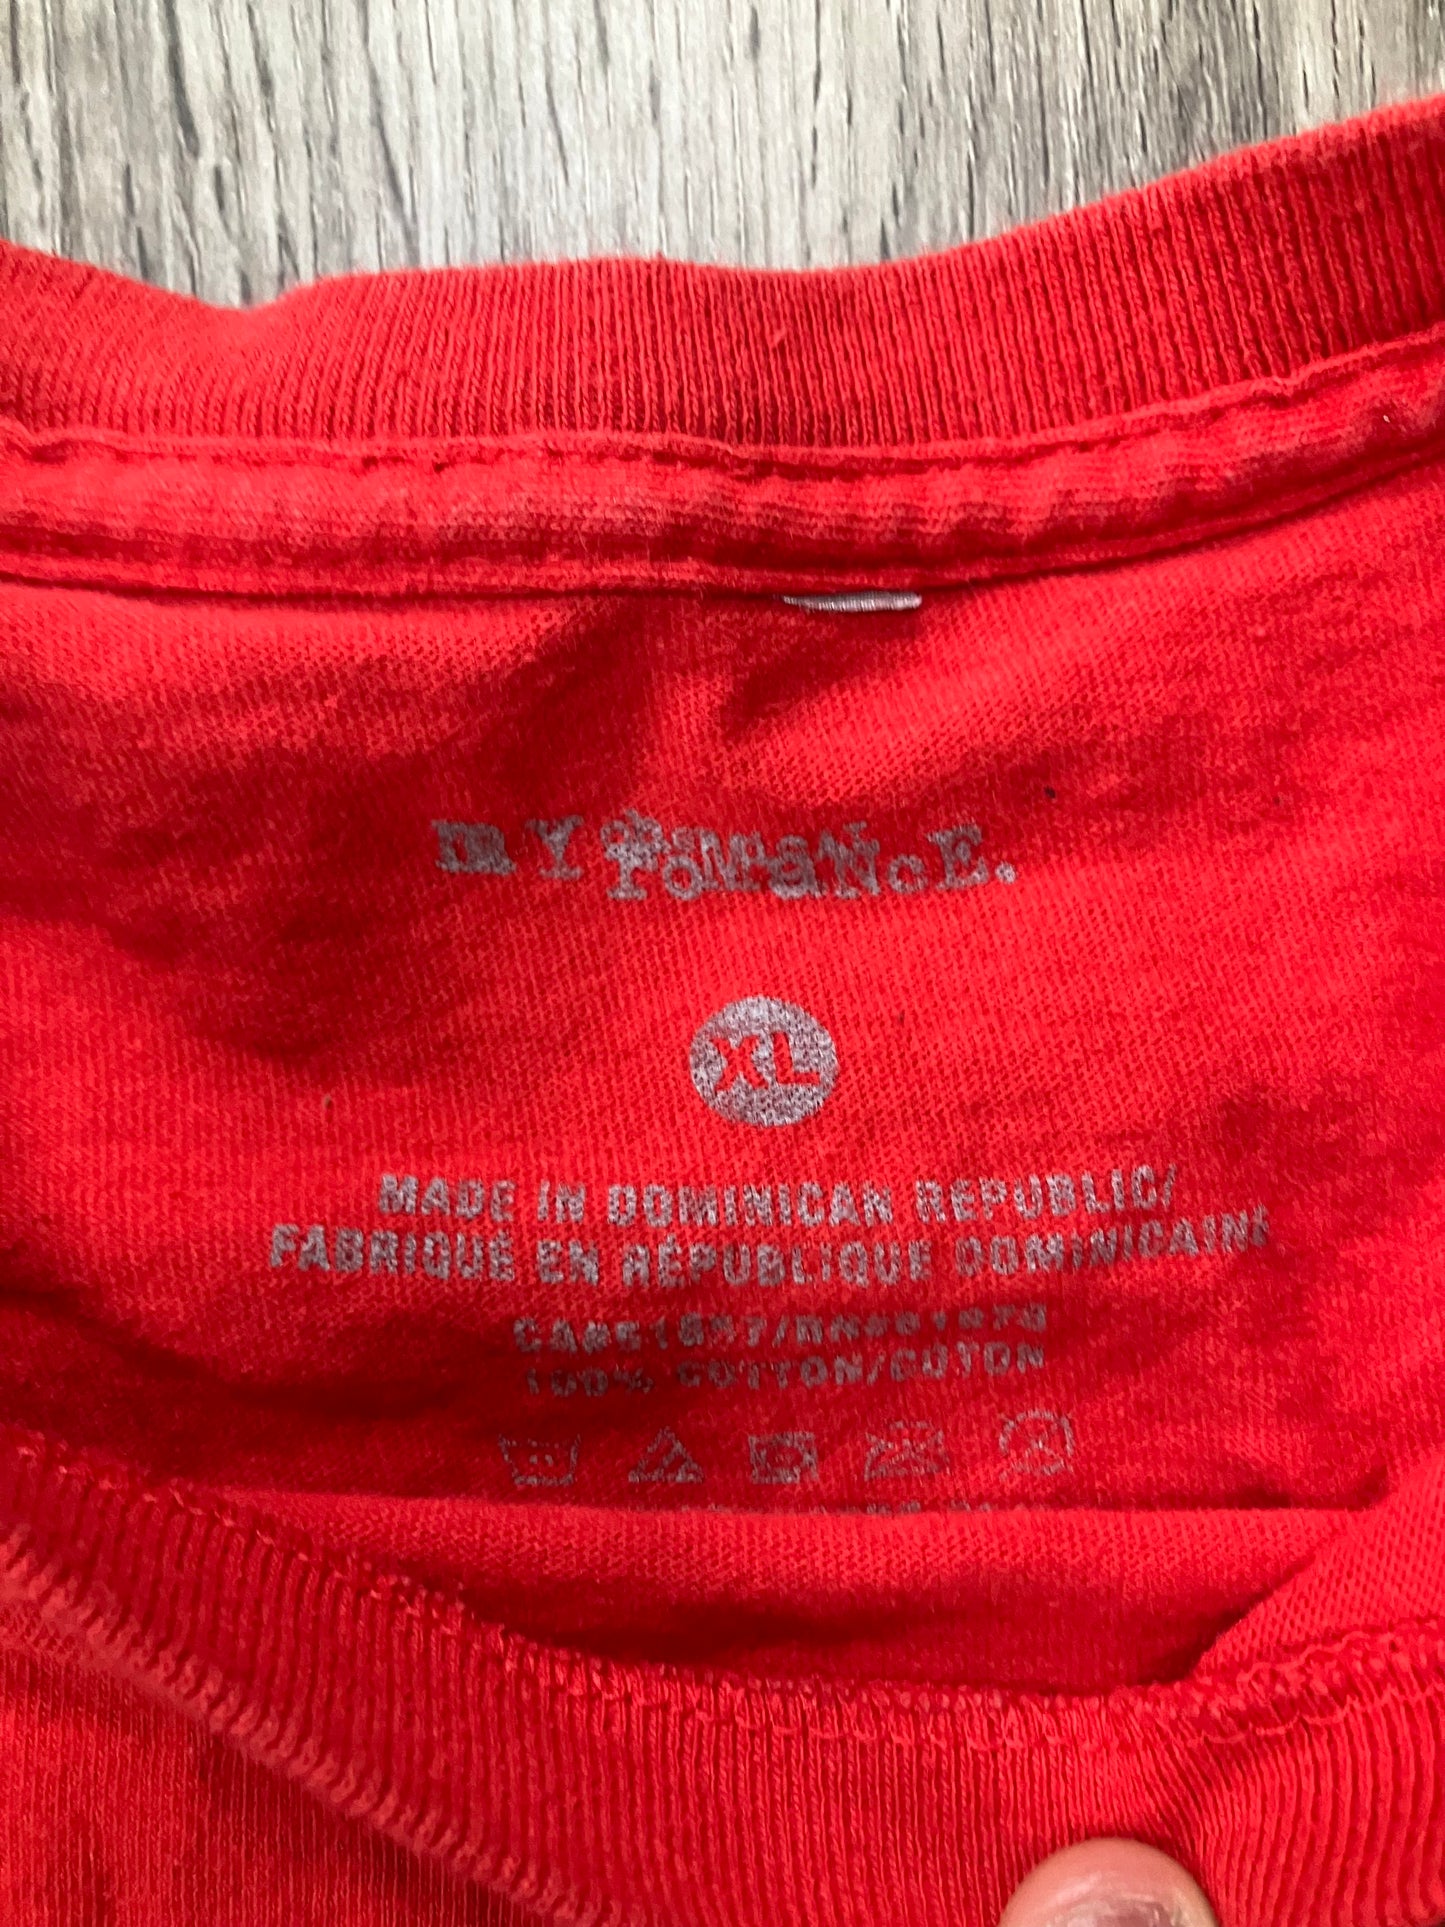 mY CHEMICAL
ROMANCE.
XL
MADE IN DOMINICAN REPUBLIC/
FABRIQUÉ EN RÉPUBLIQUE DOMINICAINE
100% COTTON/COTON